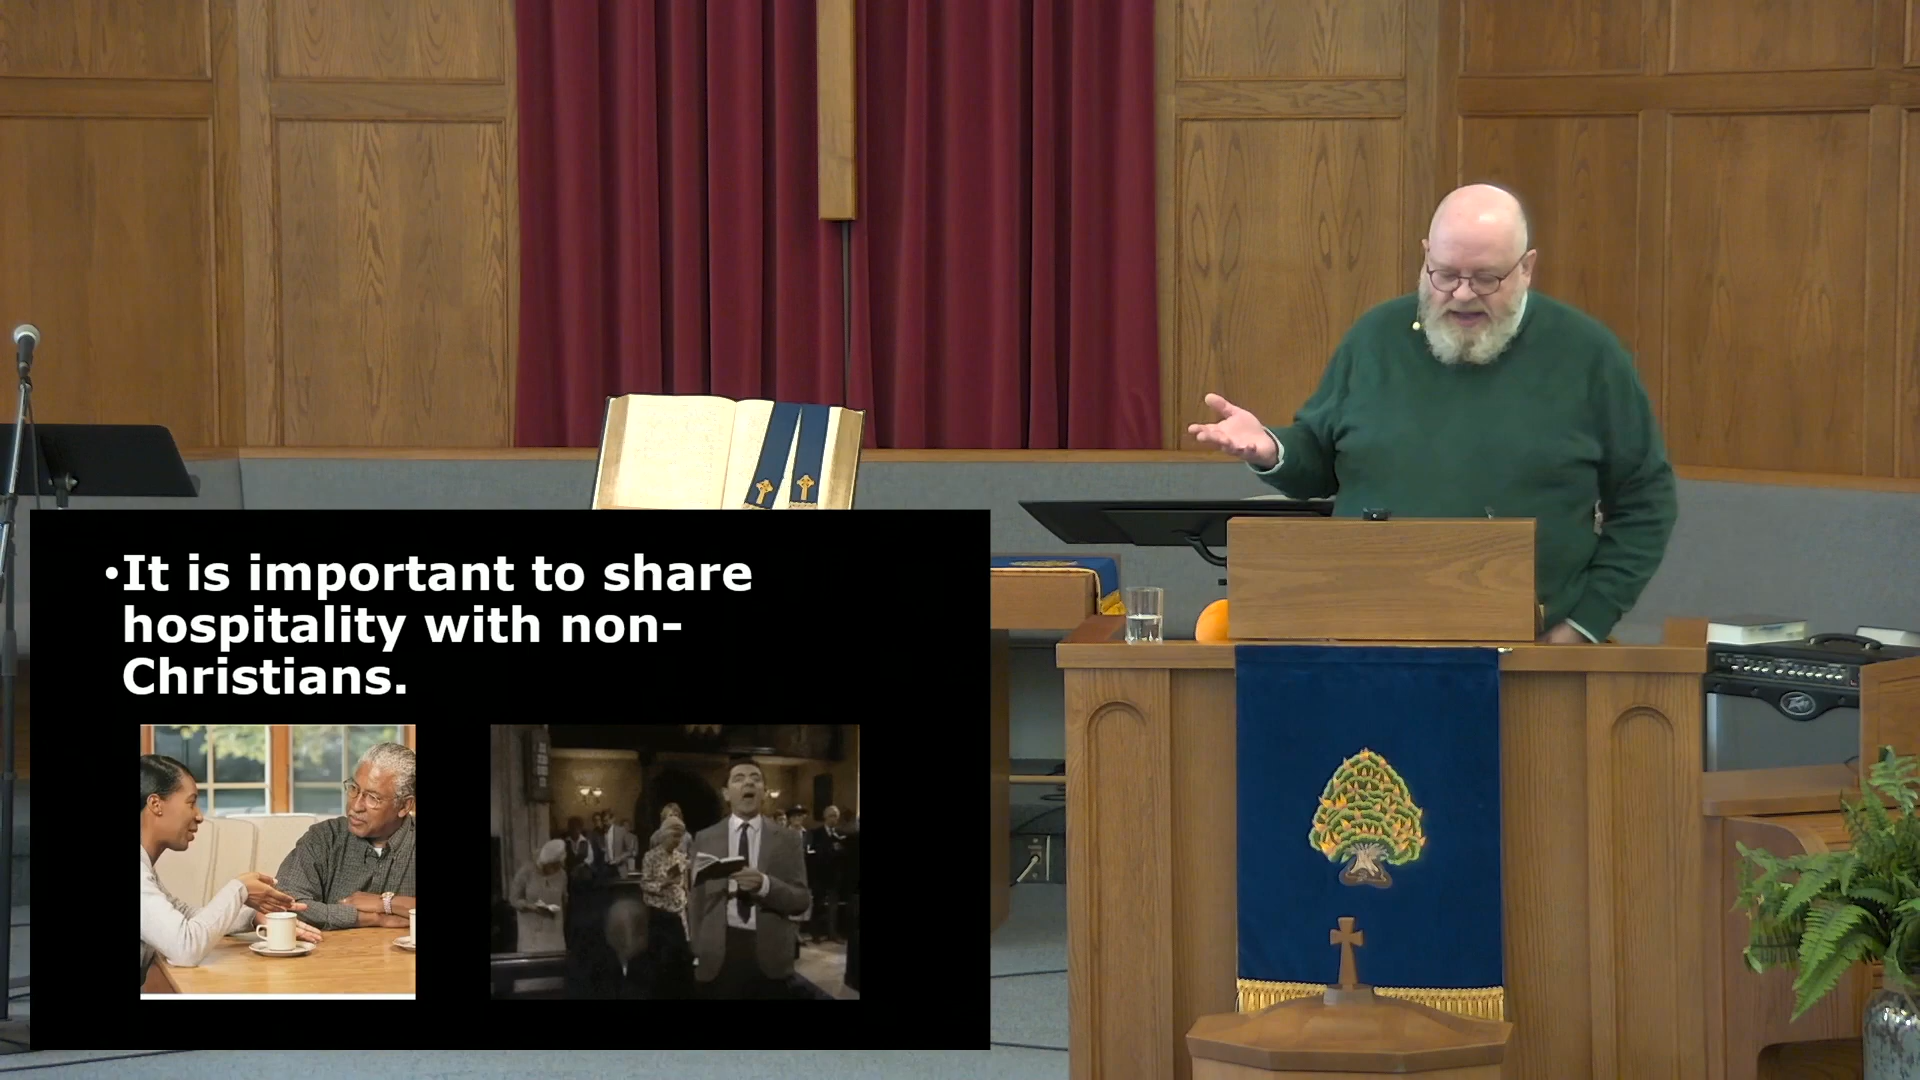 •It is important to share
hospitality with non-
Christians.